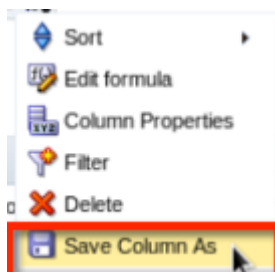 Sort
Edit formula
Column Properties
Filter
Delete
Save Column As